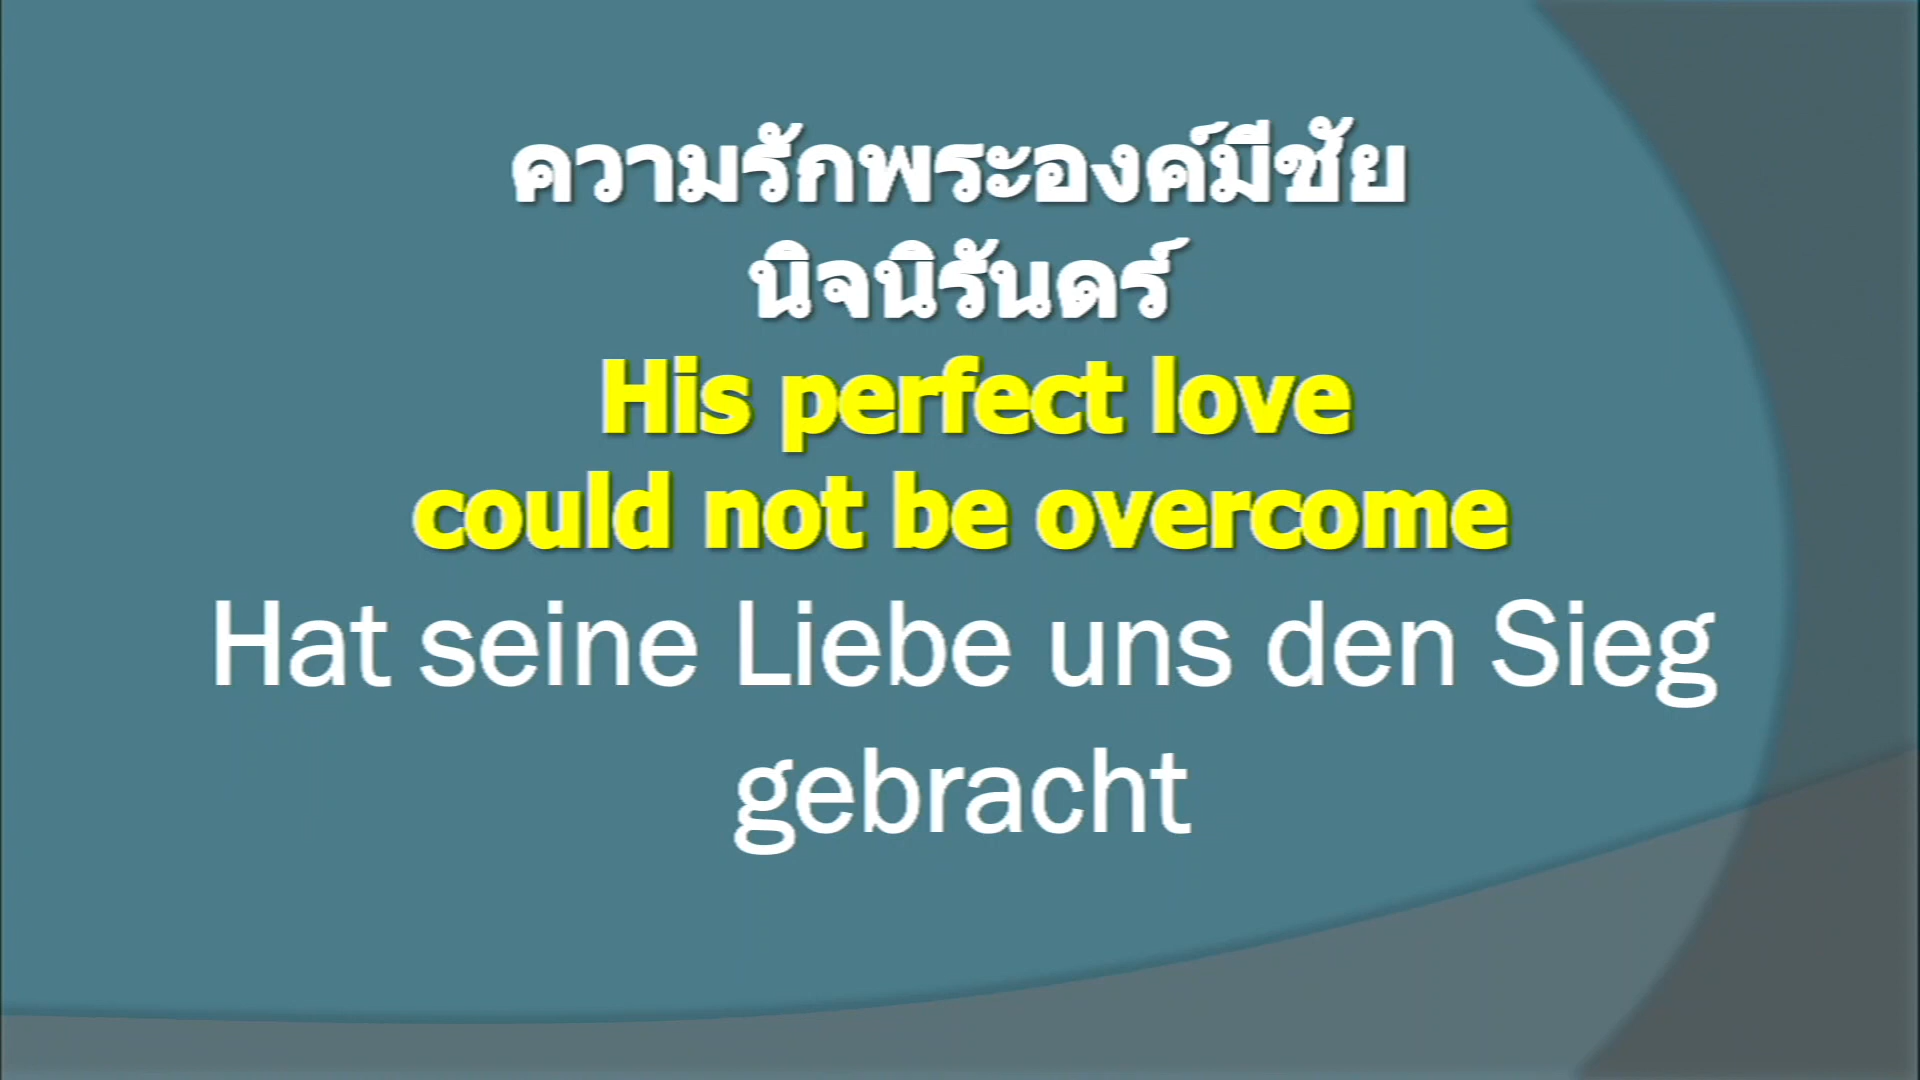 ความรักพระองค์มีชัย
นิจนิรันดร์
His perfect love
could not be overcome
Hat seine Liebe uns den Sieg
gebracht